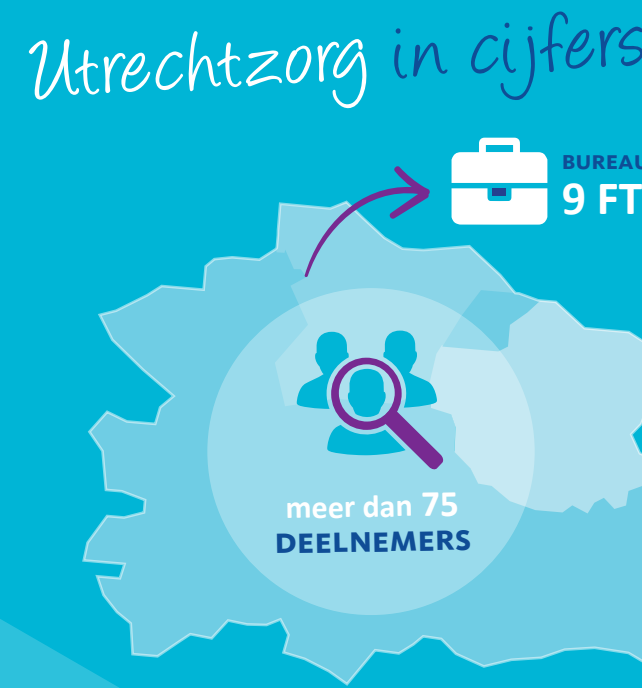 Utrechtzorg in cijfers
BUREAU
9 FT
meer dan 75
DEELNEMERS